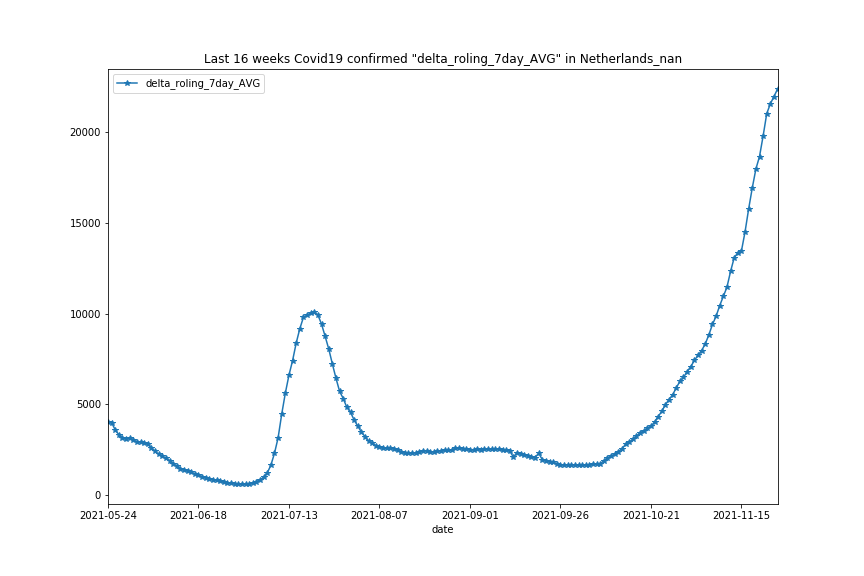 Last 16 weeks Covid19 confirmed "delta_roling_7day_AVG" in Netherlands_nan
delta_roling_7day_AVG
20000
15000
10000
5000
0
2021-05-24 2021-06-18 2021-07-13 2021-08-07 2021-09-01 2021-09-26 2021-10-21 2021-11-15
date